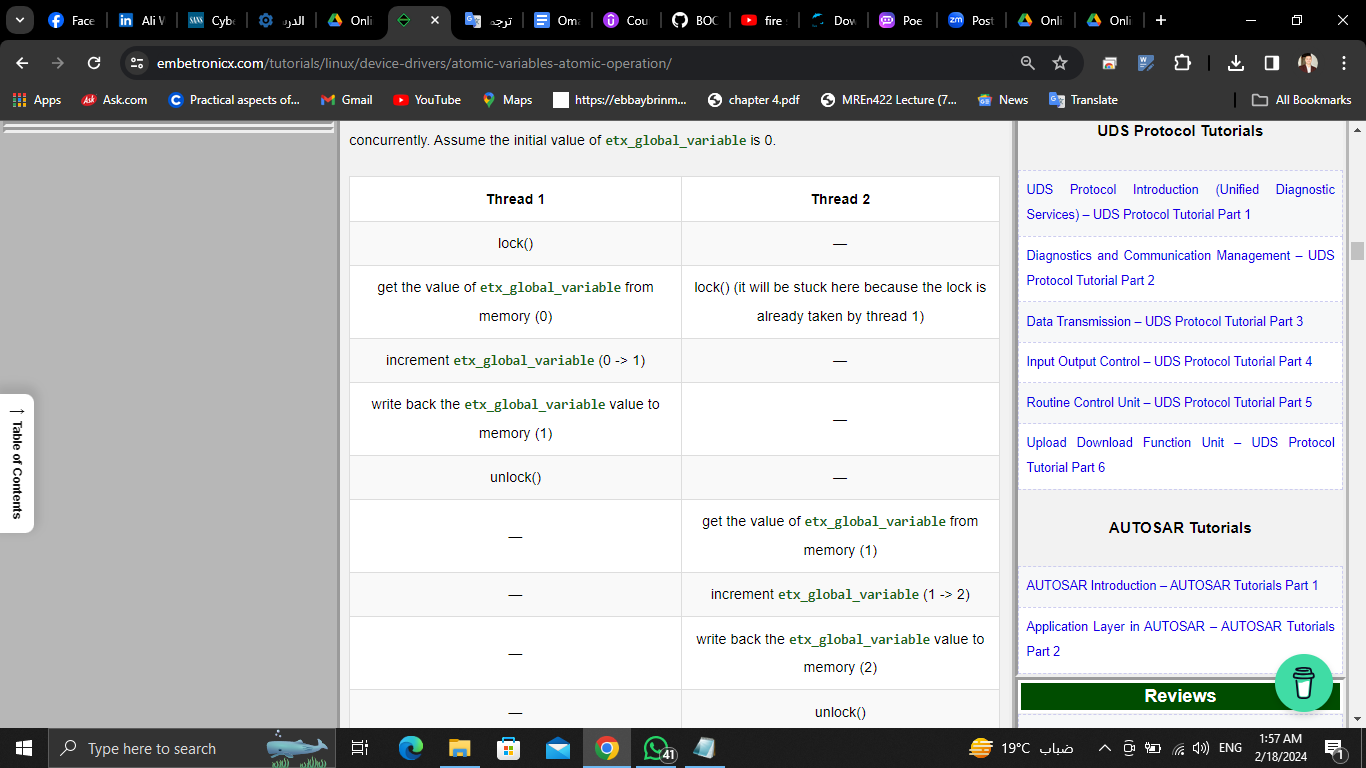 Face
Ali V
Cybe
الدر
Onli
ترجه
Oma
Cou
BOC
fire
Dow
Poe
zm
Post
Onli
Onli
embetronicx.com/tutorials/linux/device-drivers/atomic-variables-atomic-operation/
Apps
Ask
Ask.com
Practical aspects of...
Gmail
YouTube
Maps
https://ebbaybrinm...
chapter 4.pdf
MREn422 Lecture (7...
News
Translate
All Bookmarks
concurrently. Assume the initial value of etx_global_variable is 0.
Thread 1
Thread 2
lock()
—
get the value of etx_global_variable from
memory (0)
lock() (it will be stuck here because the lock is
already taken by thread 1)
increment etx_global_variable (0 -> 1)
—
write back the etx_global_variable value to
memory (1)
—
unlock()
—
—
get the value of etx_global_variable from
memory (1)
—
increment etx_global_variable (1 -> 2)
—
write back the etx_global_variable value to
memory (2)
—
unlock()
→ Table of Contents
UDS Protocol Tutorials
UDS Protocol Introduction (Unified Diagnostic
Services) – UDS Protocol Tutorial Part 1
Diagnostics and Communication Management – UDS
Protocol Tutorial Part 2
Data Transmission – UDS Protocol Tutorial Part 3
Input Output Control – UDS Protocol Tutorial Part 4
Routine Control Unit – UDS Protocol Tutorial Part 5
Upload Download Function Unit – UDS Protocol
Tutorial Part 6
AUTOSAR Tutorials
AUTOSAR Introduction – AUTOSAR Tutorials Part 1
Application Layer in AUTOSAR – AUTOSAR Tutorials
Part 2
Reviews
Type here to search
41
19°C ضباب
ENG
1:57 AM
2/18/2024
1